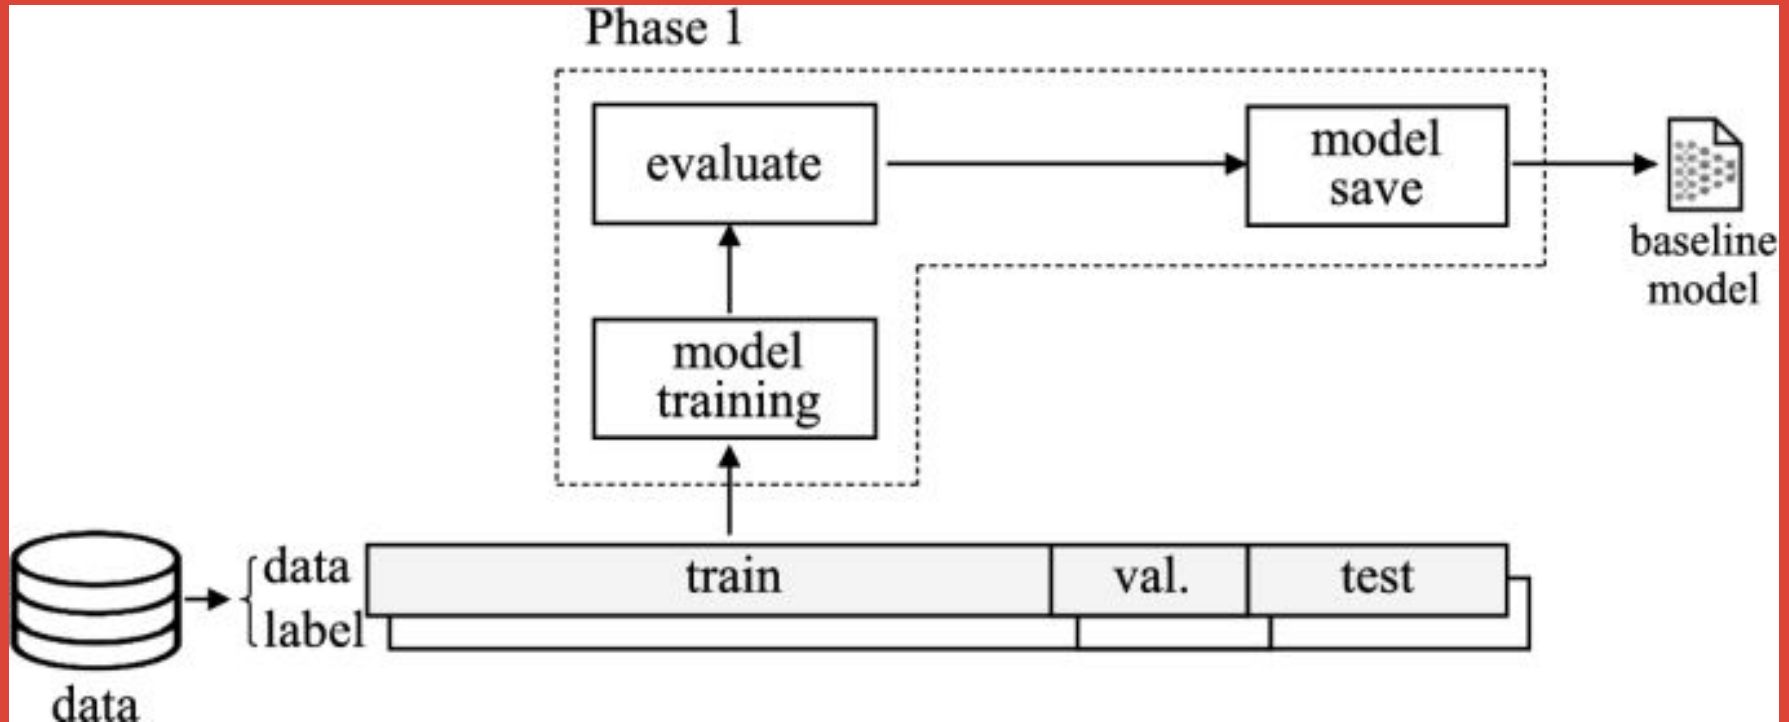 Phase 1
evaluate
model
save
baseline
model
model
training
data
train
val.
test
label
data